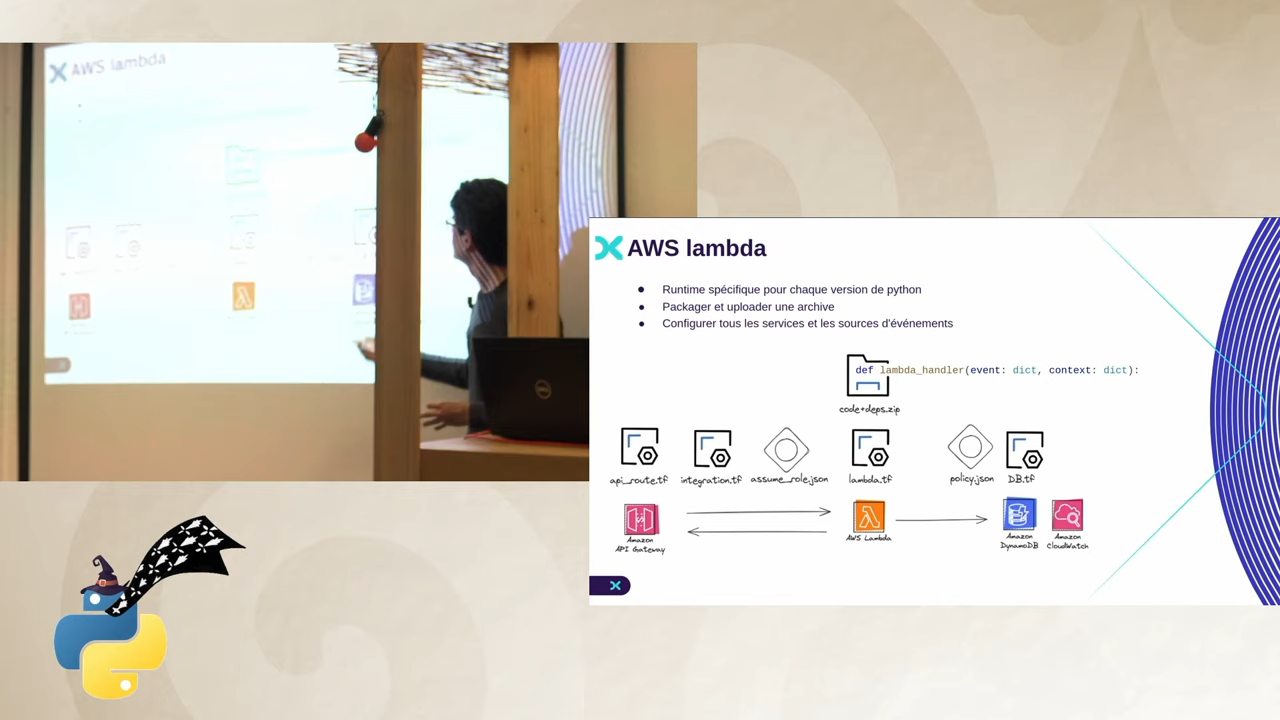 AWS lambda
AWS lambda
Runtime spécifique pour chaque version de python
Packager et uploader une archive
Configurer tous les services et les sources d'événements
def lambda_handler(event: dict, context: dict):
code+deps.zip
api_route.tf
integration.tf
assume_role.json
lambda.tf
policy.json
DB.tf
Amazon
API Gateway
AWS Lambda
Amazon
DynamoDB
Amazon
CloudWatch